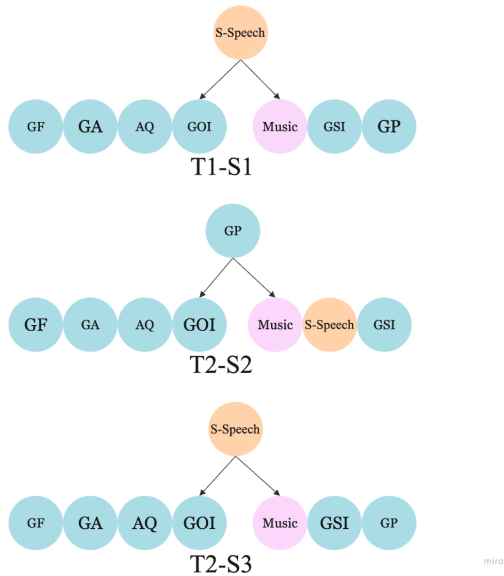 S-Speech
GF GA AQ GOI Music GSI GP
T1-S1
GP
GF GA AQ GOI Music S-Speech GSI
T2-S2
S-Speech
GF GA AQ GOI Music GSI GP
T2-S3
miro